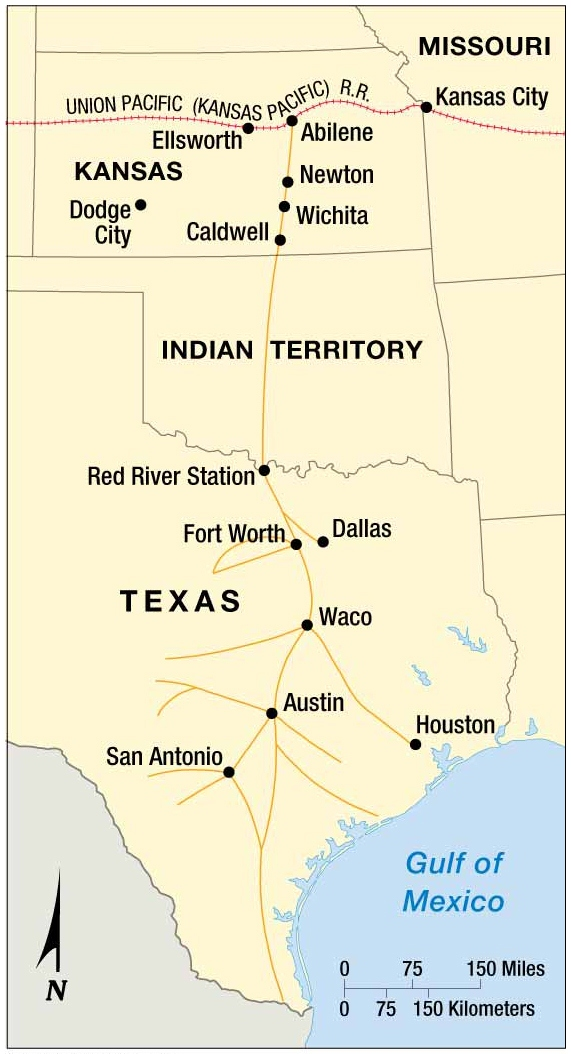 MISSOURI
UNION PACIFIC (KANSAS PACIFIC) R.R.
Kansas City
Ellsworth
Abilene
KANSAS
Newton
Dodge
City
Wichita
Caldwell
INDIAN TERRITORY
Red River Station
Fort Worth
Dallas
TEXAS
Waco
Austin
Houston
San Antonio
Gulf of
Mexico
N
0 75 150 Miles
0 75 150 Kilometers